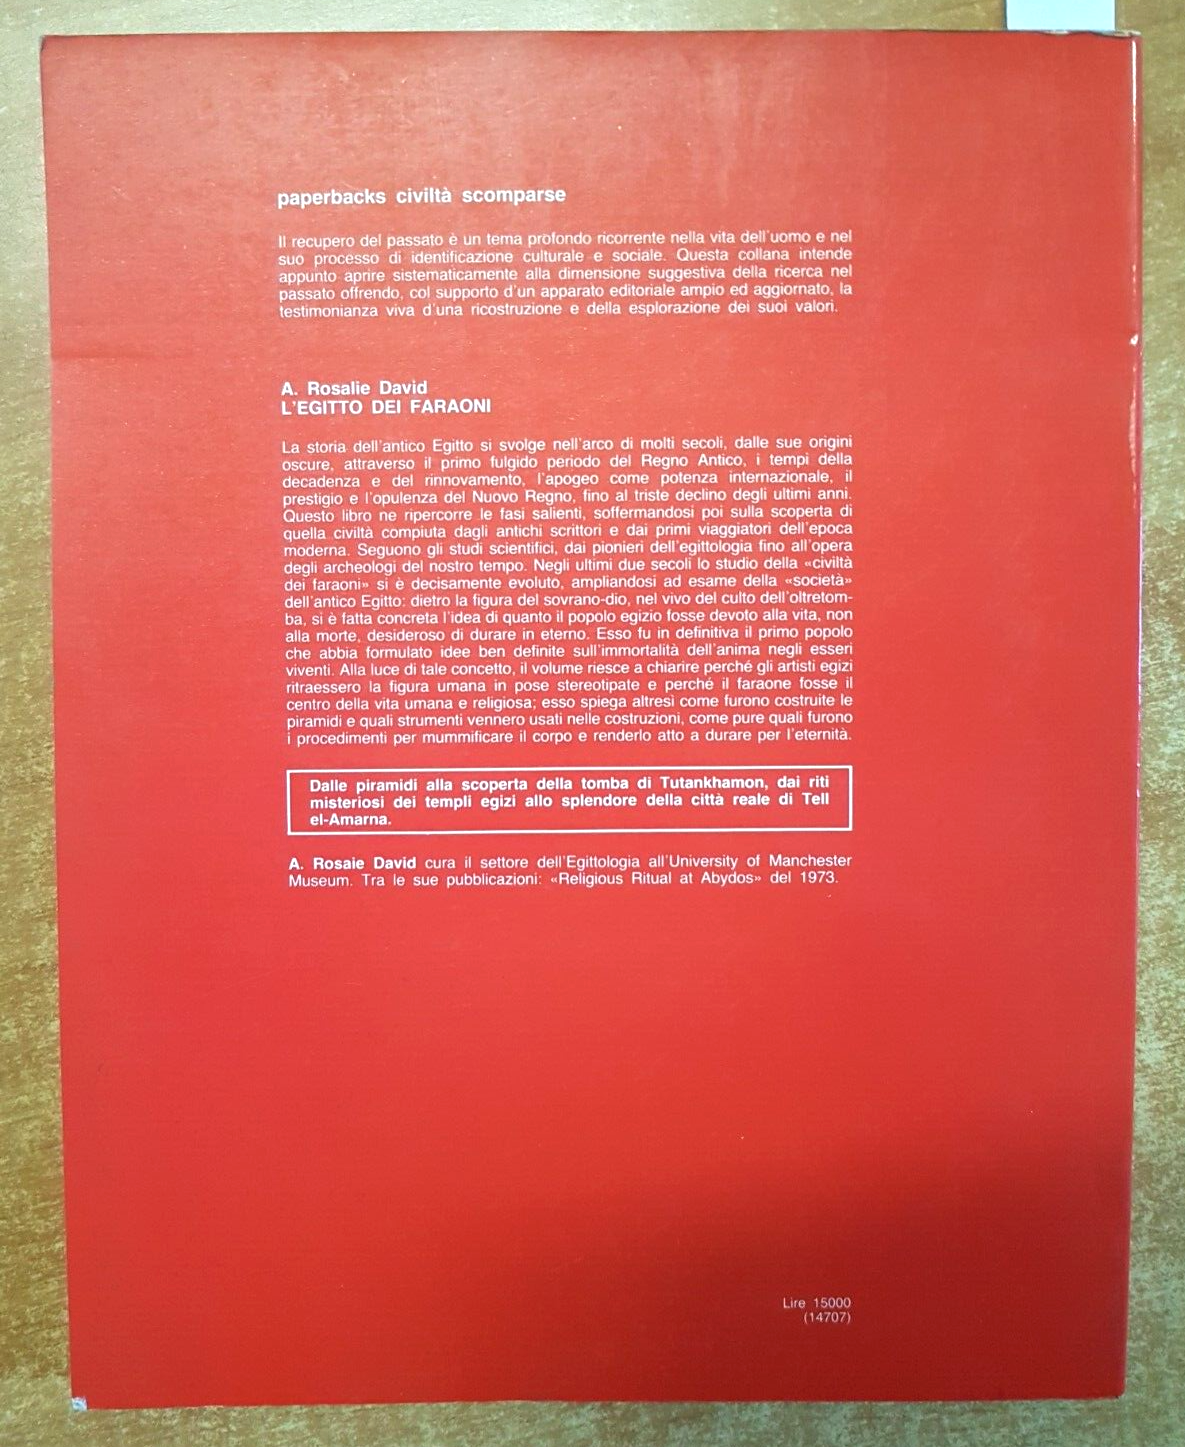 paperbacks civiltà scomparse
Il recupero del passato è un tema profondo ricorrente nella vita dell'uomo e nel
suo processo di identificazione culturale e sociale. Questa collana intende
appunto aprire sistematicamente alla dimensione suggestiva della ricerca nel
passato offrendo, col supporto d'un apparato editoriale ampio ed aggiornato, la
testimonianza viva d'una ricostruzione e della esplorazione dei suoi valori.
A. Rosalie David
L'EGITTO DEI FARAONI
La storia dell'antico Egitto si svolge nell'arco di molti secoli, dalle sue origini
oscure, attraverso il primo fulgido periodo del Regno Antico, i tempi della
decadenza e del rinnovamento, l'apogeo come potenza internazionale, il
prestigio e l'opulenza del Nuovo Regno, fino al triste declino degli ultimi anni.
Questo libro ne ripercorre le fasi salienti, soffermandosi poi sulla scoperta di
quella civiltà compiuta dagli antichi scrittori e dai primi viaggiatori dell'epoca
moderna. Seguono gli studi scientifici, dai pionieri dell'egittologia fino all'opera
degli archeologi del nostro tempo. Negli ultimi due secoli lo studio della «civiltà
dei faraoni» si è decisamente evoluto, ampliandosi ad esame della «società»
dell'antico Egitto: dietro la figura del sovrano-dio, nel vivo del culto dell'oltretom-
ba, si è fatta concreta l'idea di quanto il popolo egizio fosse devoto alla vita, non
alla morte, desideroso di durare in eterno. Esso fu in definitiva il primo popolo
che abbia formulato idee ben definite sull'immortalità dell'anima negli esseri
viventi. Alla luce di tale concetto, il volume riesce a chiarire perché gli artisti egizi
ritraessero la figura umana in pose stereotipate e perché il faraone fosse il
centro della vita umana e religiosa; esso spiega altresì come furono costruite le
piramidi e quali strumenti vennero usati nelle costruzioni, come pure quali furono
i procedimenti per mummificare il corpo e renderlo atto a durare per l'eternità.
Dalle piramidi alla scoperta della tomba di Tutankhamon, dai riti
misteriosi dei templi egizi allo splendore della città reale di Tell
el-Amarna.
A. Rosaie David cura il settore dell'Egittologia all'University of Manchester
Museum. Tra le sue pubblicazioni: «Religious Ritual at Abydos» del 1973.
Lire 15000
(14707)